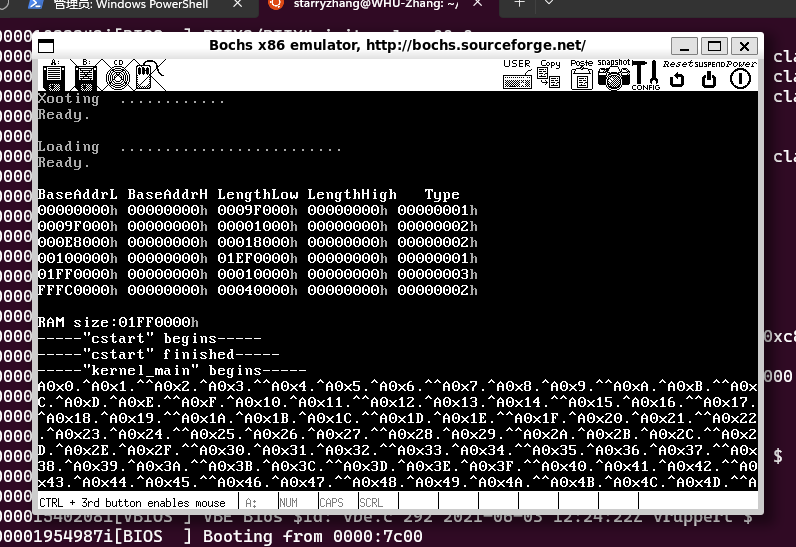 管理员: Windows PowerShell
starryzhang@WHU-Zhang: ~/
Bochs x86 emulator, http://bochs.sourceforge.net/
A: B: CD USER Copy Paste snapshot CONFIG Reset SUSPEND Power
Xooting ............
Ready.
Loading .........................
Ready.
BaseAddrL BaseAddrH LengthLow LengthHigh Type
00000000h 00000000h 0009F000h 00000000h 00000001h
0009F000h 00000000h 00001000h 00000000h 00000002h
000E8000h 00000000h 00018000h 00000000h 00000002h
00100000h 00000000h 01EF0000h 00000000h 00000001h
01FF0000h 00000000h 00010000h 00000000h 00000003h
FFFC0000h 00000000h 00040000h 00000000h 00000002h
RAM size:01FF0000h
-----"cstart" begins-----
-----"cstart" finished-----
-----"kernel_main" begins-----
A0x0.^A0x1.^^A0x2.^A0x3.^^A0x4.^A0x5.^A0x6.^^A0x7.^A0x8.^A0x9.^^A0xA.^A0xB.^^A0x
C.^A0xD.^A0xE.^^A0xF.^A0x10.^A0x11.^^A0x12.^A0x13.^A0x14.^^A0x15.^A0x16.^^A0x17.
^A0x18.^A0x19.^^A0x1A.^A0x1B.^A0x1C.^^A0x1D.^A0x1E.^^A0x1F.^A0x20.^A0x21.^^A0x22
.^A0x23.^A0x24.^^A0x25.^A0x26.^A0x27.^^A0x28.^A0x29.^^A0x2A.^A0x2B.^A0x2C.^^A0x2
D.^A0x2E.^A0x2F.^^A0x30.^A0x31.^A0x32.^^A0x33.^A0x34.^^A0x35.^A0x36.^A0x37.^^A0x
38.^A0x39.^A0x3A.^^A0x3B.^A0x3C.^^A0x3D.^A0x3E.^A0x3F.^^A0x40.^A0x41.^A0x42.^^A0
x43.^A0x44.^^A0x45.^A0x46.^A0x47.^^A0x48.^A0x49.^A0x4A.^^A0x4B.^A0x4C.^A0x4D.^^A
CTRL + 3rd button enables mouse A: NUM CAPS SCRL
00001954987i[BIOS ] Booting from 0000:7c00